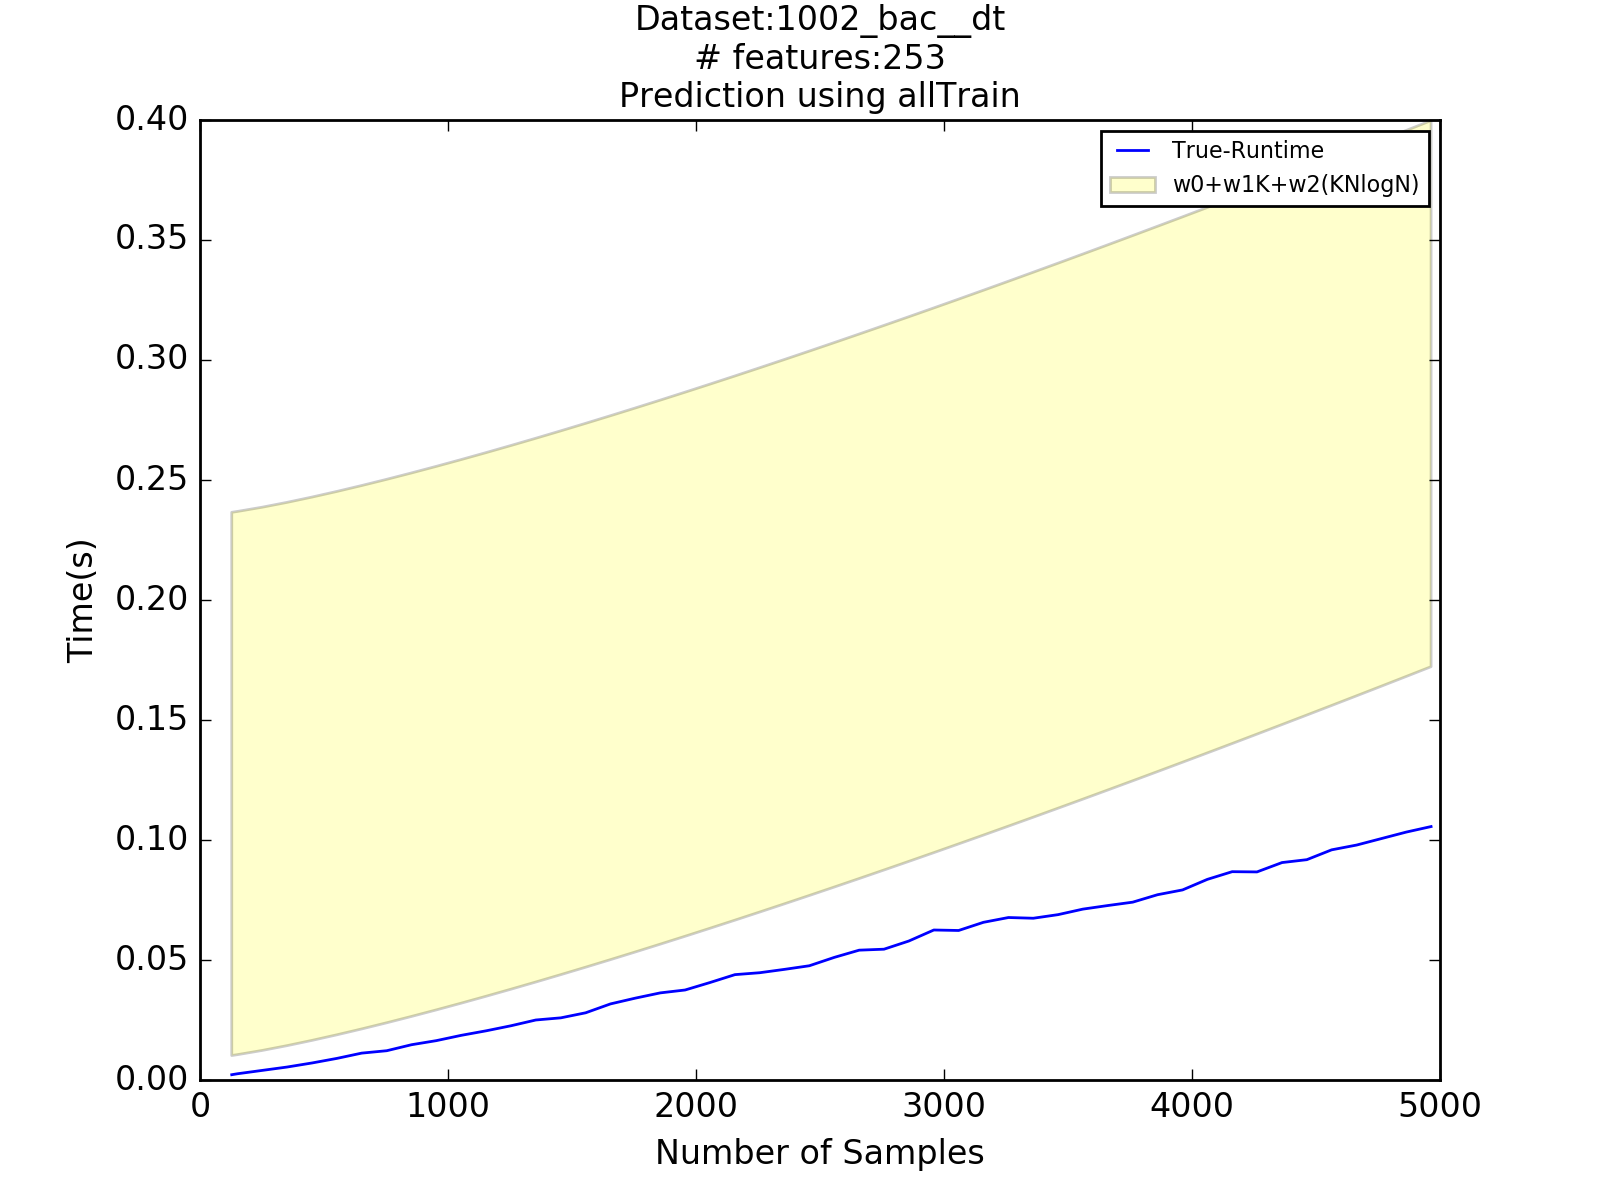 Dataset:1002_bac__dt
# features:253
Prediction using allTrain
True-Runtime
w0+w1K+w2(KNlogN)
0.40
0.35
0.30
0.25
0.20
0.15
0.10
0.05
0.00
Time(s)
0 1000 2000 3000 4000 5000
Number of Samples